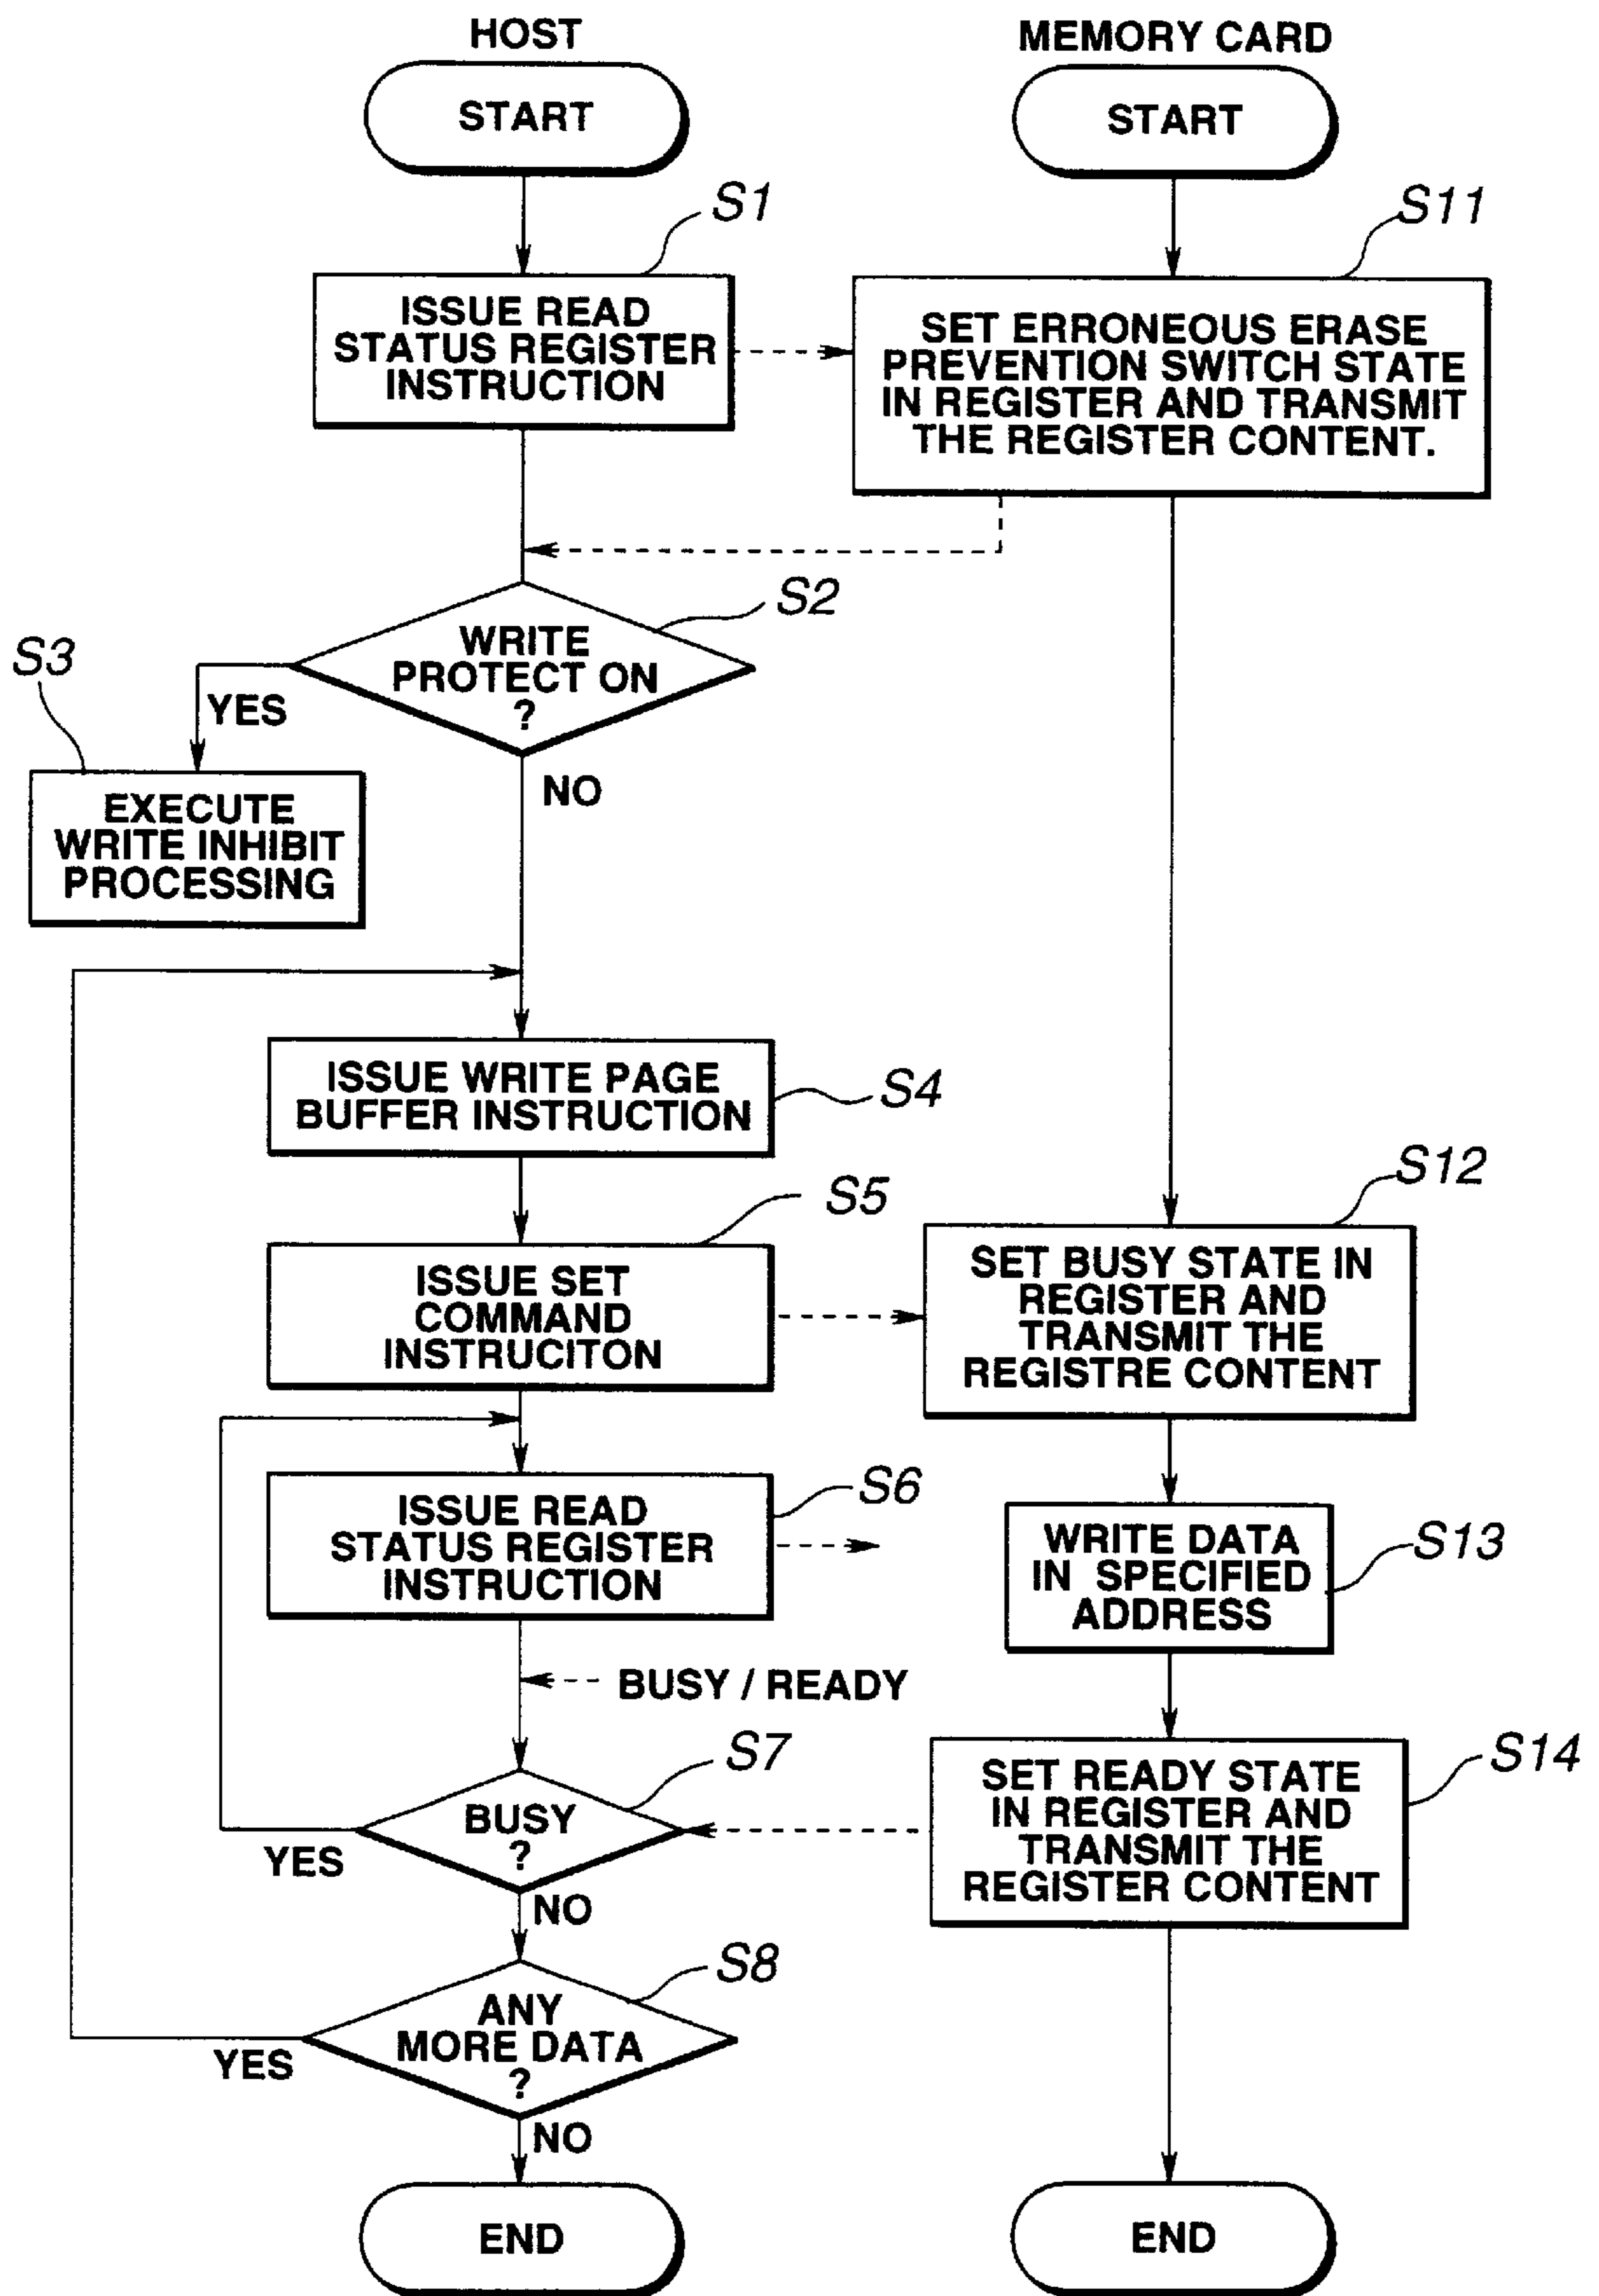 HOST
MEMORY CARD
START
START
S1
S11
ISSUE READ
STATUS REGISTER
INSTRUCTION
SET ERRONEOUS ERASE
PREVENTION SWITCH STATE
IN REGISTER AND TRANSMIT
THE REGISTER CONTENT.
S2
WRITE
PROTECT ON
?
S3
YES
NO
EXECUTE
WRITE INHIBIT
PROCESSING
ISSUE WRITE PAGE
BUFFER INSTRUCTION
S4
S5
S12
ISSUE SET
COMMAND
INSTRUCITON
SET BUSY STATE IN
REGISTER AND
TRANSMIT THE
REGISTRE CONTENT
S6
ISSUE READ
STATUS REGISTER
INSTRUCTION
S13
WRITE DATA
IN SPECIFIED
ADDRESS
BUSY / READY
S7
BUSY
?
YES
NO
S14
SET READY STATE
IN REGISTER AND
TRANSMIT THE
REGISTER CONTENT
S8
ANY
MORE DATA
?
YES
NO
END
END